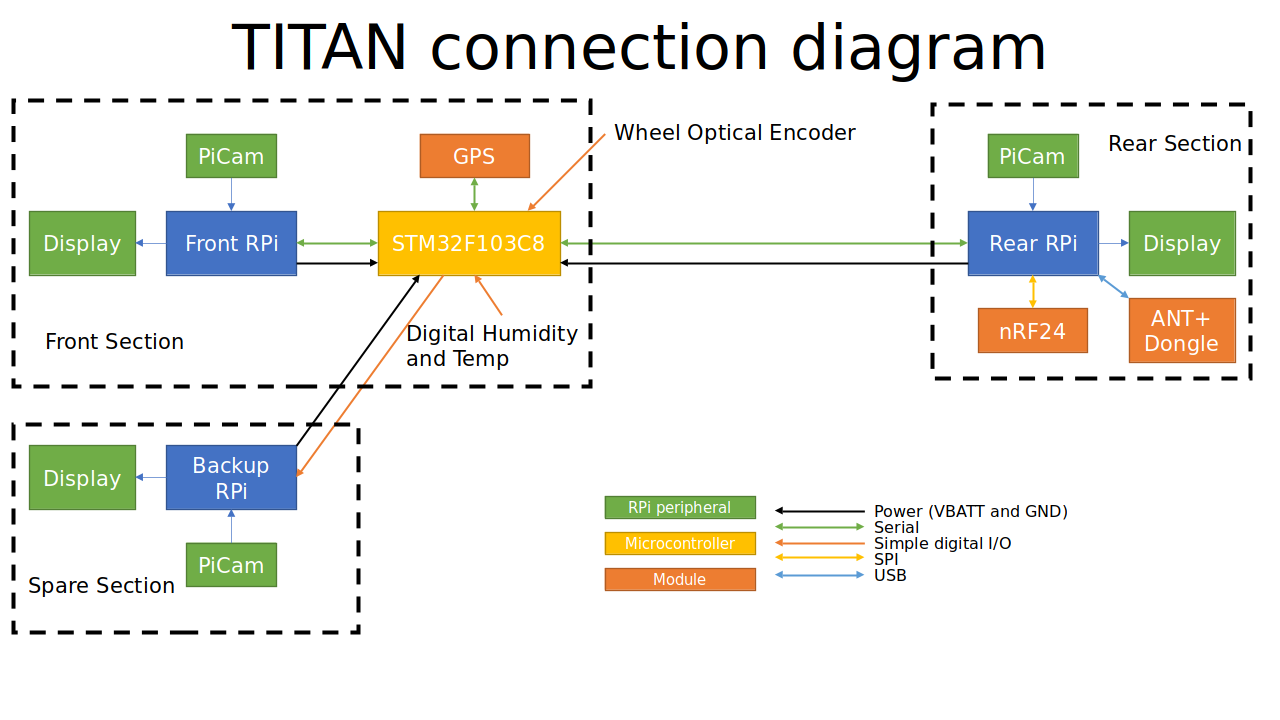 TITAN connection diagram
PiCam
GPS
Wheel Optical Encoder
PiCam
Rear Section
Display
Front RPi
STM32F103C8
Rear RPi
Display
Front Section
Digital Humidity
and Temp
nRF24
ANT+
Dongle
Display
Backup
RPi
PiCam
Spare Section
RPi peripheral
Microcontroller
Module
Power (VBATT and GND)
Serial
Simple digital I/O
SPI
USB